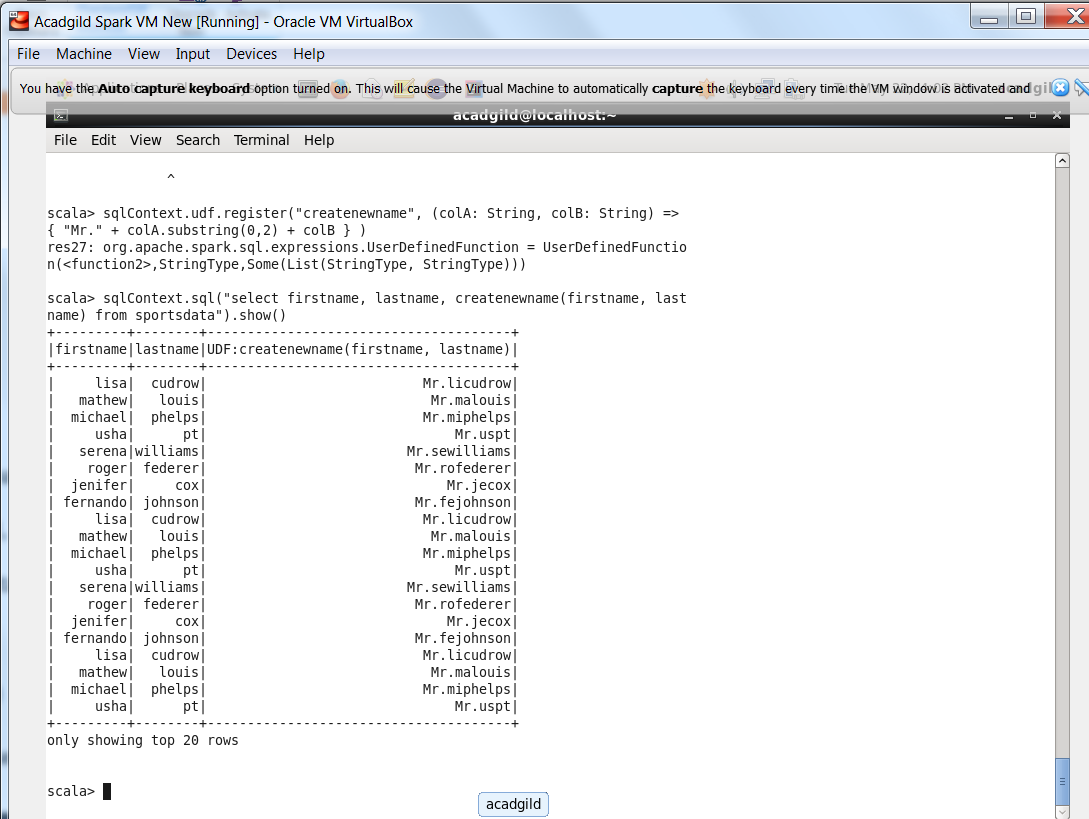 Acadgild Spark VM New [Running] - Oracle VM VirtualBox
File Machine View Input Devices Help
You have the Auto capture keyboard option turned on. This will cause the Virtual Machine to automatically capture the keyboard every time the VM window is activated and
acadgild@localhost:~
File Edit View Search Terminal Help
^
scala> sqlContext.udf.register("createnewname", (colA: String, colB: String) =>
{ "Mr." + colA.substring(0,2) + colB } )
res27: org.apache.spark.sql.expressions.UserDefinedFunction = UserDefinedFunctio
n(<function2>,StringType,Some(List(StringType, StringType)))
scala> sqlContext.sql("select firstname, lastname, createnewname(firstname, last
name) from sportsdata").show()
+---------+--------+--------------------------------------+
|firstname|lastname|UDF:createnewname(firstname, lastname)|
+---------+--------+--------------------------------------+
|     lisa|  cudrow|                           Mr.licudrow|
|   mathew|   louis|                            Mr.malouis|
|  michael|  phelps|                           Mr.miphelps|
|     usha|      pt|                               Mr.uspt|
|   serena|williams|                         Mr.sewilliams|
|    roger| federer|                          Mr.rofederer|
|  jenifer|     cox|                              Mr.jecox|
| fernando| johnson|                          Mr.fejohnson|
|     lisa|  cudrow|                           Mr.licudrow|
|   mathew|   louis|                            Mr.malouis|
|  michael|  phelps|                           Mr.miphelps|
|     usha|      pt|                               Mr.uspt|
|   serena|williams|                         Mr.sewilliams|
|    roger| federer|                          Mr.rofederer|
|  jenifer|     cox|                              Mr.jecox|
| fernando| johnson|                          Mr.fejohnson|
|     lisa|  cudrow|                           Mr.licudrow|
|   mathew|   louis|                            Mr.malouis|
|  michael|  phelps|                           Mr.miphelps|
|     usha|      pt|                               Mr.uspt|
+---------+--------+--------------------------------------+
only showing top 20 rows
scala>
acadgild